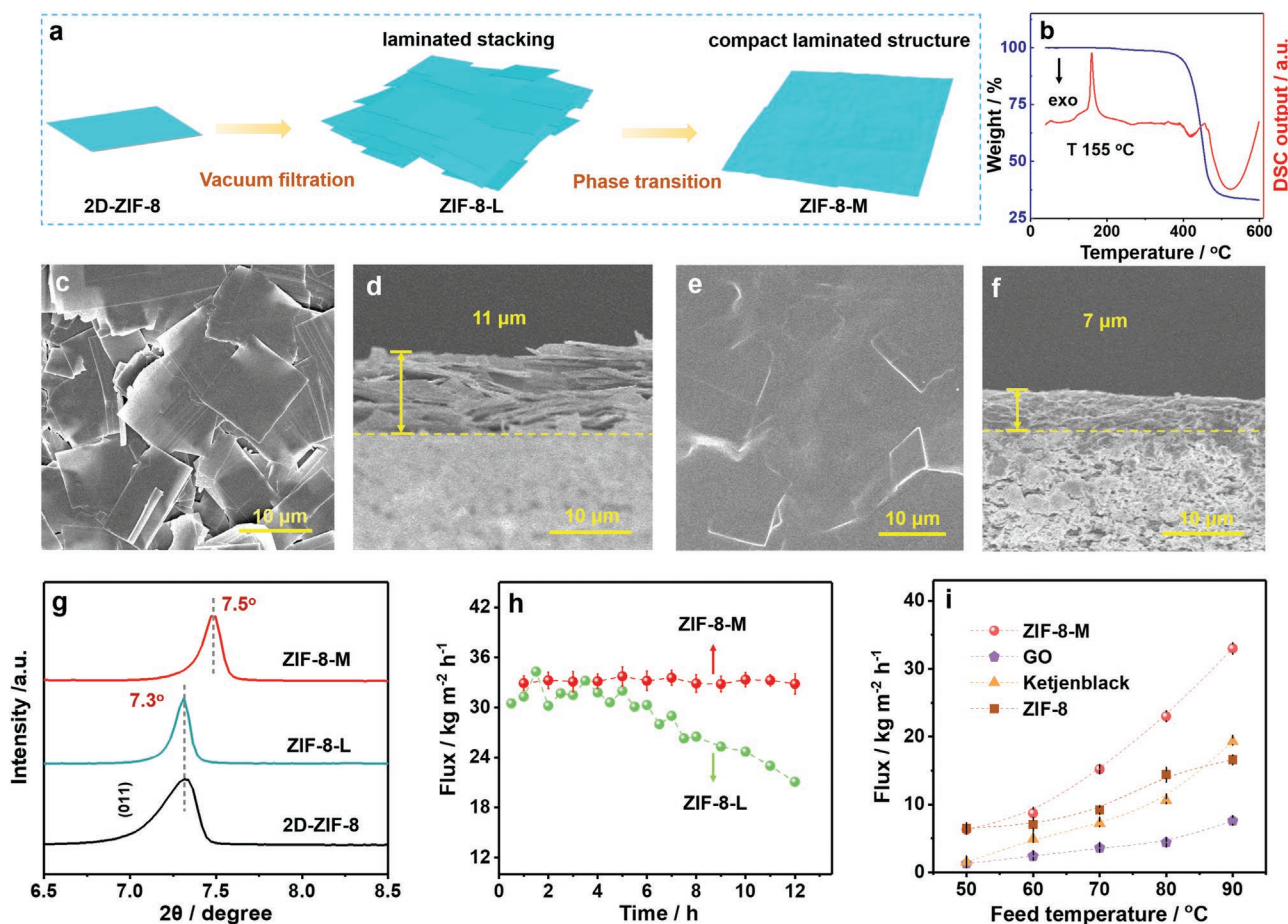 a
laminated stacking
compact laminated structure
Vacuum filtration
Phase transition
2D-ZIF-8
ZIF-8-L
ZIF-8-M
b
100
75
50
25
Weight / %
exo
T 155 °C
DSC output / a.u.
0
200
400
600
Temperature / °C
c
10 µm
d
11 µm
10 µm
e
10 µm
f
7 µm
10 µm
g
7.5°
ZIF-8-M
7.3°
ZIF-8-L
(011)
2D-ZIF-8
Intensity /a.u.
6.5
7.0
7.5
8.0
8.5
2θ / degree
h
42
36
30
24
18
12
Flux / kg m⁻² h⁻¹
ZIF-8-M
ZIF-8-L
0
2
4
6
8
10
12
Time / h
i
40
30
20
10
0
Flux / kg m⁻² h⁻¹
ZIF-8-M
GO
Ketjenblack
ZIF-8
50
60
70
80
90
Feed temperature / °C